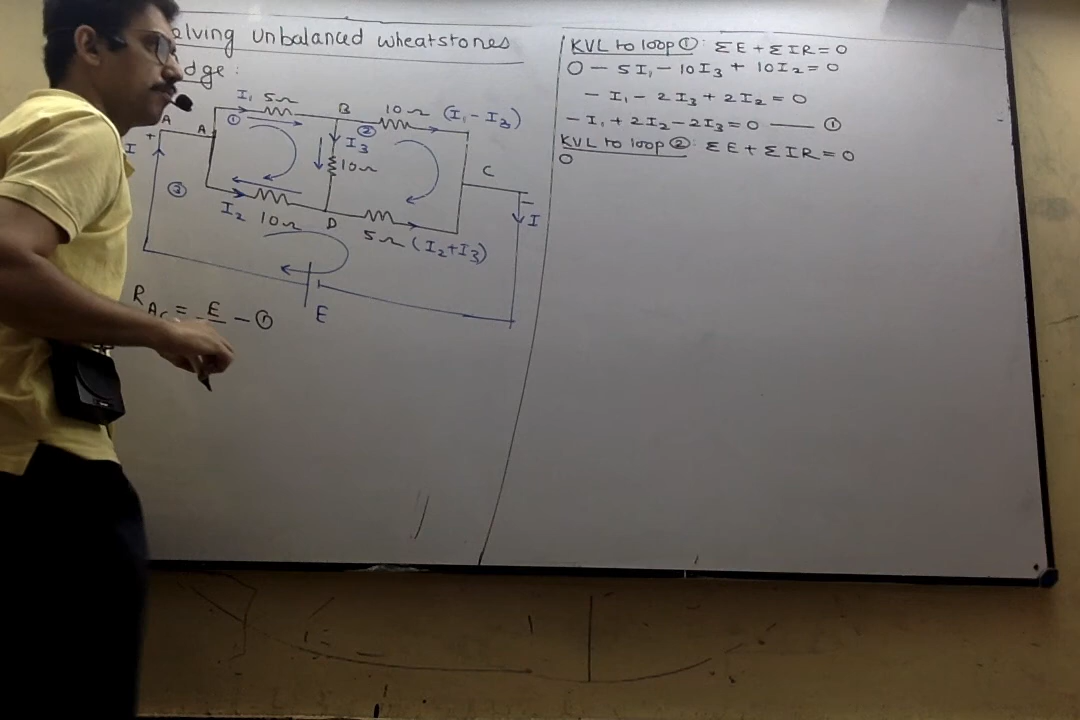 olving unbalanced wheatstones
dge:
I₁ 5Ω
B
10Ω (I₁ - I₃)
A
A
①
②
+
I
I₃
10Ω
C
③
-
I
I₂ 10Ω
D
5Ω (I₂+I₃)
E
R_AC = E — ①
KVL to loop ①: ΣE + ΣIR = 0
0 - 5I₁ - 10I₃ + 10I₂ = 0
- I₁ - 2I₃ + 2I₂ = 0
- I₁ + 2I₂ - 2I₃ = 0 — ①
KVL to loop ②: ΣE + ΣIR = 0
0